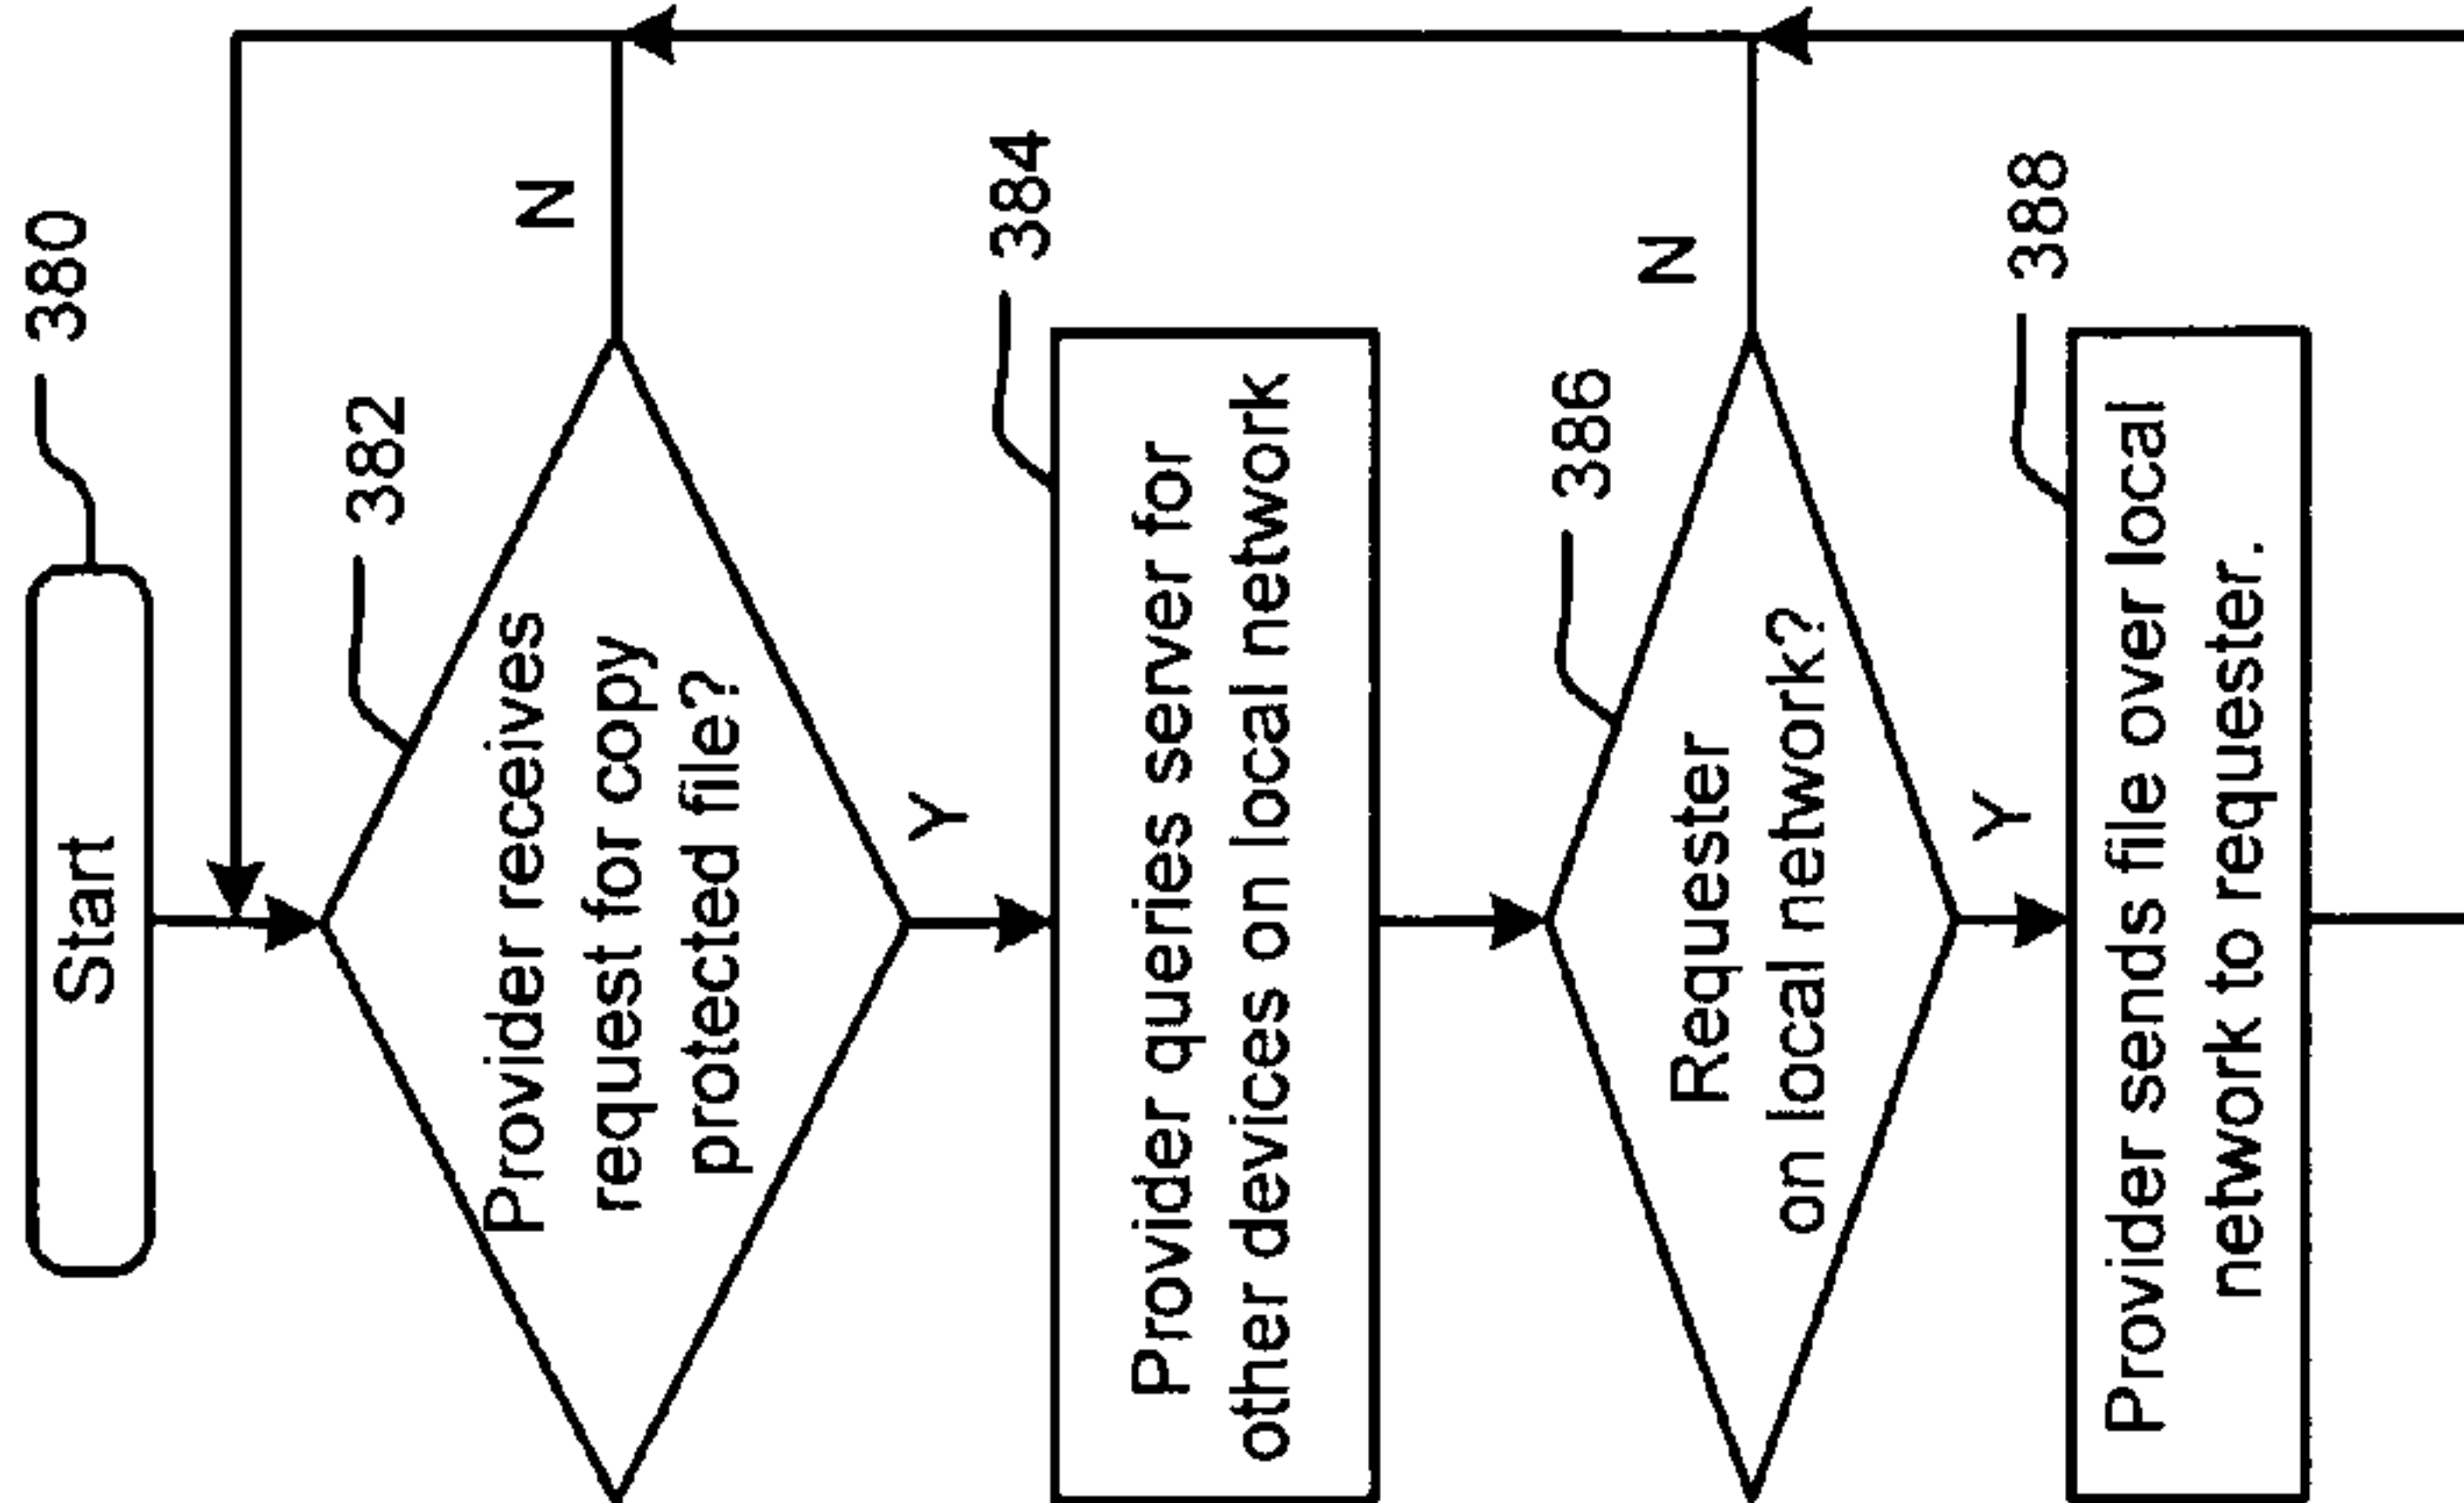 380
Start
382
Provider receives
request for copy
protected file?
N
Y
384
Provider queries server for
other devices on local network
386
Requester
on local network?
N
Y
388
Provider sends file over local
network to requester.